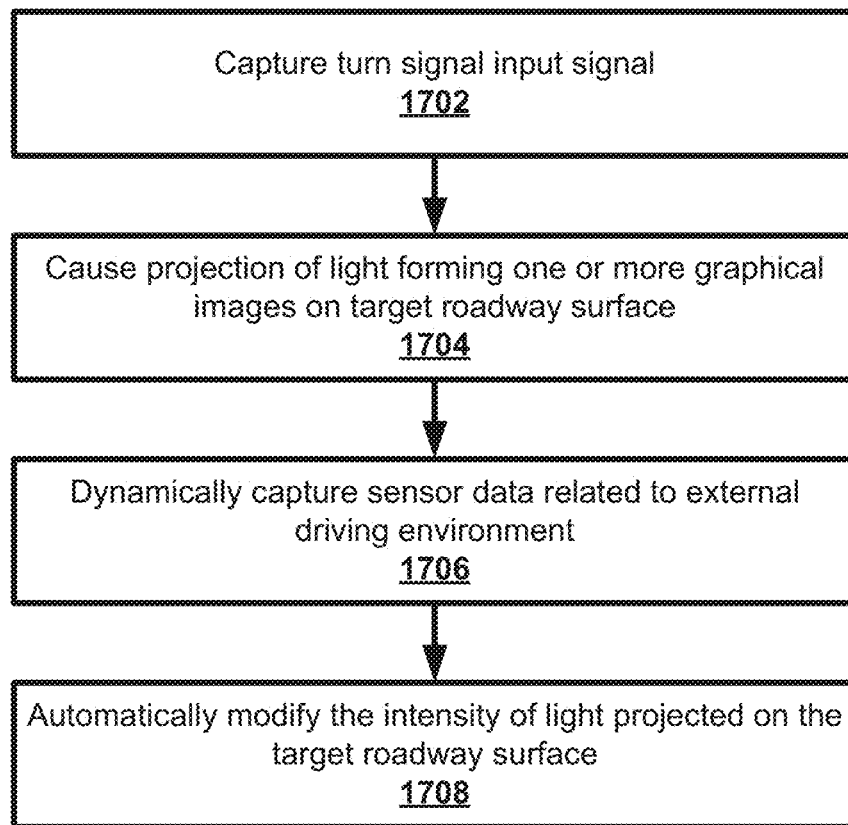 Capture turn signal input signal
1702
Cause projection of light forming one or more graphical
images on target roadway surface
1704
Dynamically capture sensor data related to external
driving environment
1706
Automatically modify the intensity of light projected on the
target roadway surface
1708